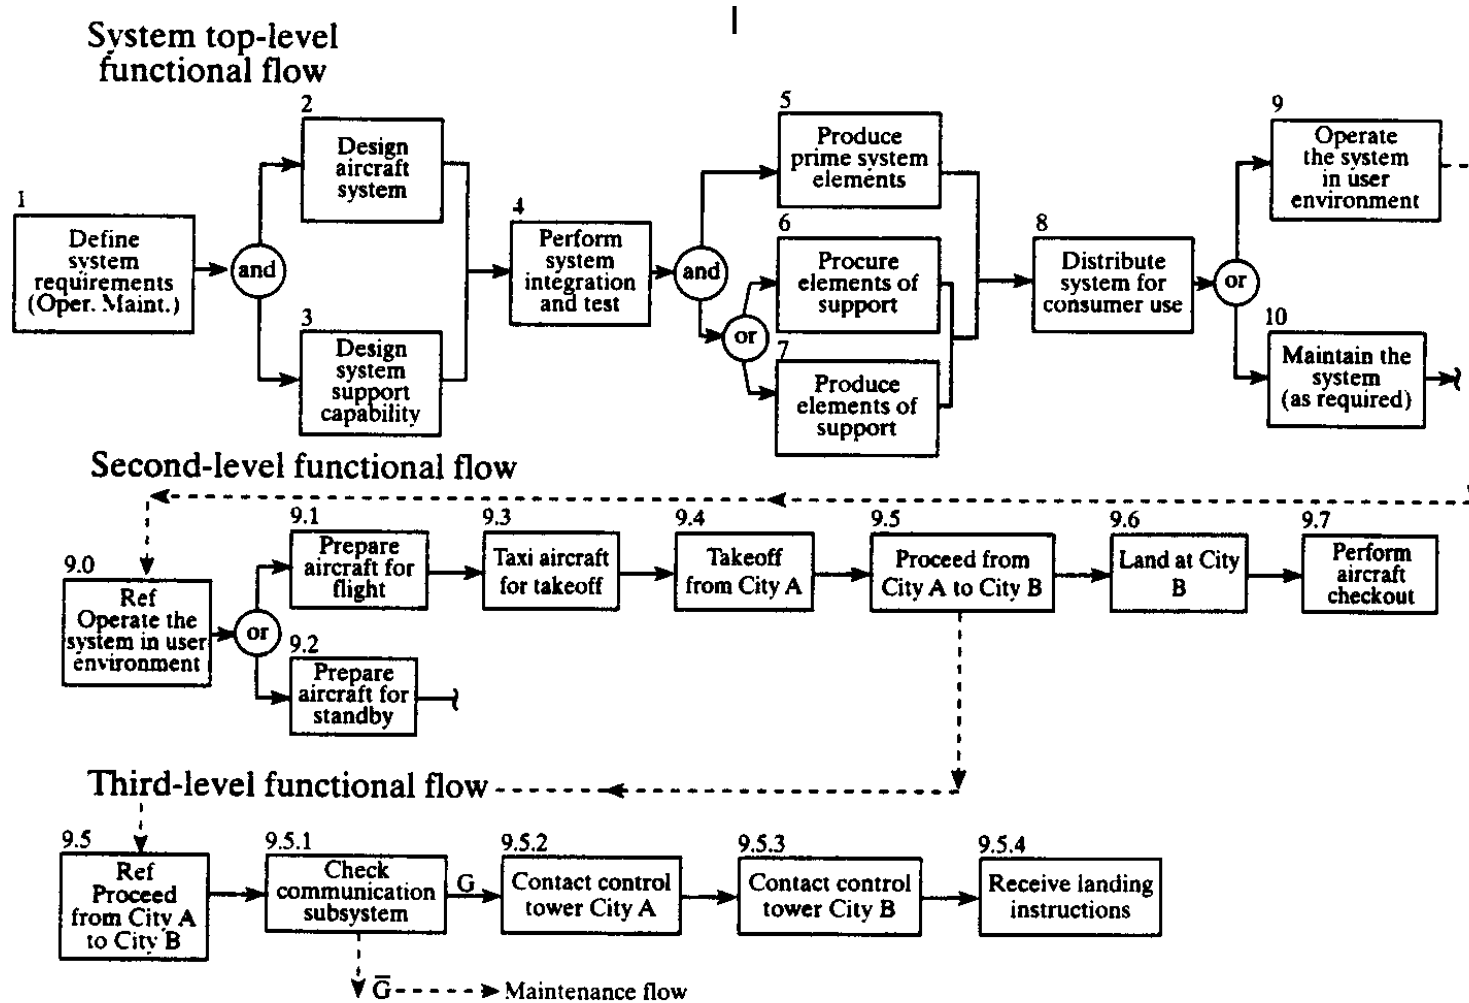 System top-level
functional flow
1
Define
system
requirements
(Oper. Maint.)
and
2
Design
aircraft
system
3
Design
system
support
capability
4
Perform
system
integration
and test
and
or
5
Produce
prime system
elements
6
Procure
elements of
support
7
Produce
elements of
support
8
Distribute
system for
consumer use
or
9
Operate
the system
in user
environment
10
Maintain the
system
(as required)
Second-level functional flow
9.0
Ref
Operate the
system in user
environment
or
9.1
Prepare
aircraft for
flight
9.2
Prepare
aircraft for
standby
9.3
Taxi aircraft
for takeoff
9.4
Takeoff
from City A
9.5
Proceed from
City A to City B
9.6
Land at City
B
9.7
Perform
aircraft
checkout
Third-level functional flow
9.5
Ref
Proceed
from City A
to City B
9.5.1
Check
communication
subsystem
G
9.5.2
Contact control
tower City A
9.5.3
Contact control
tower City B
9.5.4
Receive landing
instructions
G̅
Maintenance flow